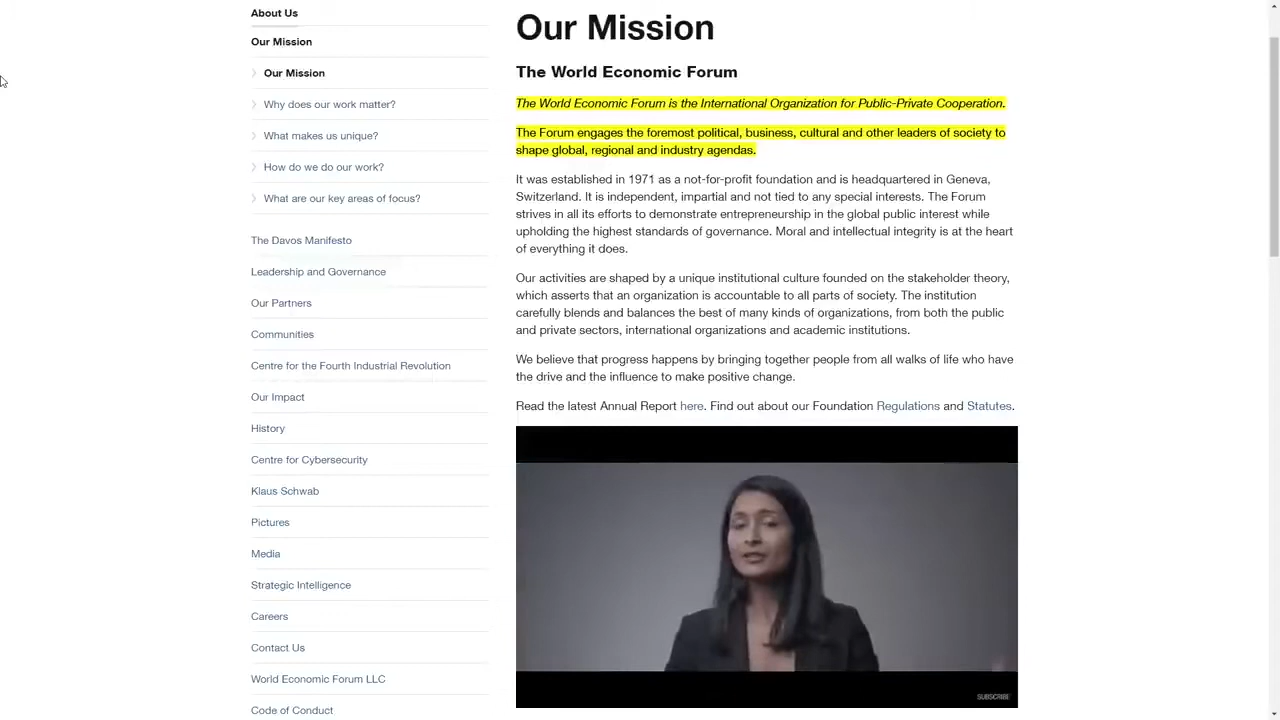 About Us
Our Mission
Our Mission
Why does our work matter?
What makes us unique?
How do we do our work?
What are our key areas of focus?
The Davos Manifesto
Leadership and Governance
Our Partners
Communities
Centre for the Fourth Industrial Revolution
Our Impact
History
Centre for Cybersecurity
Klaus Schwab
Pictures
Media
Strategic Intelligence
Careers
Contact Us
World Economic Forum LLC
Code of Conduct
Our Mission
The World Economic Forum
The World Economic Forum is the International Organization for Public-Private Cooperation.
The Forum engages the foremost political, business, cultural and other leaders of society to
shape global, regional and industry agendas.
It was established in 1971 as a not-for-profit foundation and is headquartered in Geneva,
Switzerland. It is independent, impartial and not tied to any special interests. The Forum
strives in all its efforts to demonstrate entrepreneurship in the global public interest while
upholding the highest standards of governance. Moral and intellectual integrity is at the heart
of everything it does.
Our activities are shaped by a unique institutional culture founded on the stakeholder theory,
which asserts that an organization is accountable to all parts of society. The institution
carefully blends and balances the best of many kinds of organizations, from both the public
and private sectors, international organizations and academic institutions.
We believe that progress happens by bringing together people from all walks of life who have
the drive and the influence to make positive change.
Read the latest Annual Report here. Find out about our Foundation Regulations and Statutes.
SUBSCRIBE